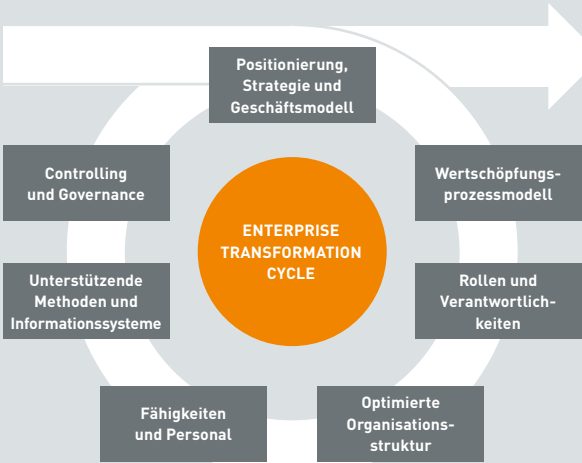 Positionierung,
Strategie und
Geschäftsmodell
Wertschöpfungs-
prozessmodell
Rollen und
Verantwortlich-
keiten
Optimierte
Organisations-
struktur
Fähigkeiten
und Personal
Unterstützende
Methoden und
Informationssysteme
Controlling
und Governance
ENTERPRISE
TRANSFORMATION
CYCLE